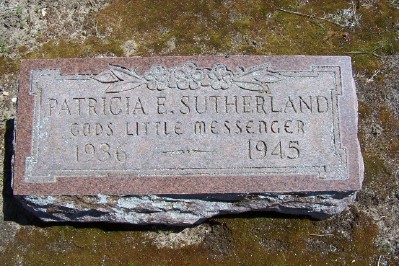 PATRICIA E. SUTHERLAND
GODS LITTLE MESSENGER
1936 1945